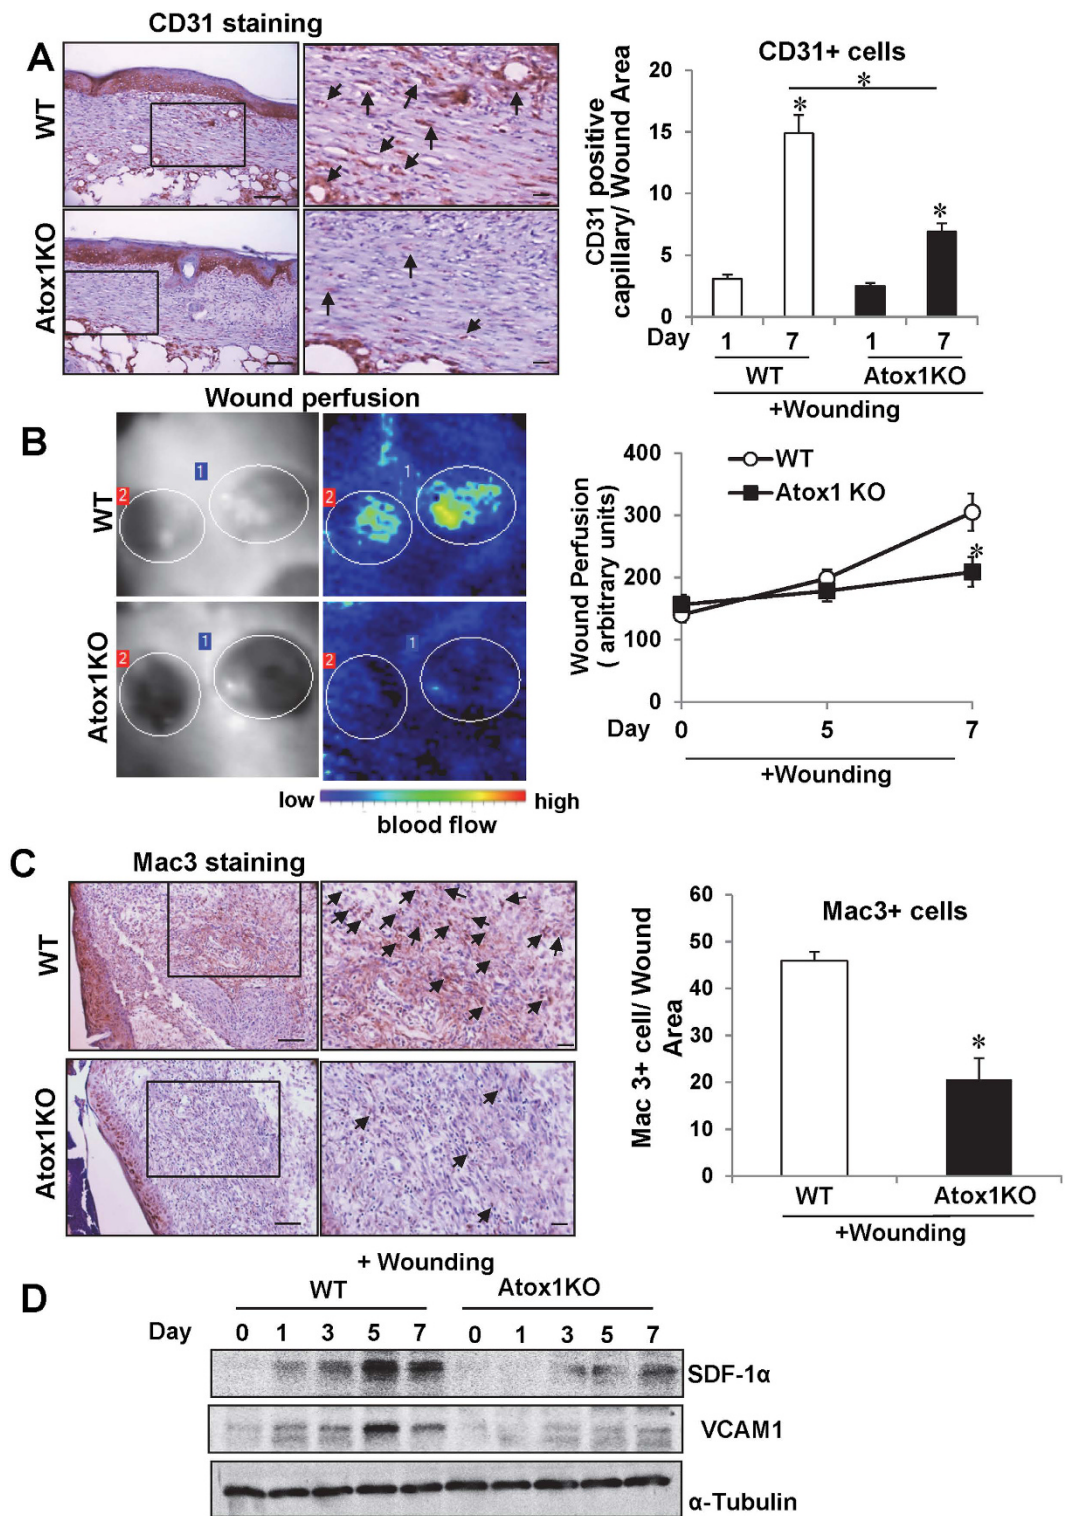 CD31 staining
A
WT
Atox1KO
CD31+ cells
CD31 positive
capillary/ Wound Area
20
15
10
5
0
*
*
*
Day 1 7 1 7
WT Atox1KO
+Wounding
Wound perfusion
B
WT
Atox1KO
1
2
1
2
1
2
1
2
low high
blood flow
WT
Atox1 KO
Wound Perfusion
( arbitrary units)
400
300
200
100
0
*
Day 0 5 7
+Wounding
C
Mac3 staining
WT
Atox1KO
Mac3+ cells
Mac 3+ cell/ Wound
Area
60
50
40
30
20
10
0
*
WT Atox1KO
+Wounding
+ Wounding
D
WT Atox1KO
Day 0 1 3 5 7 0 1 3 5 7
SDF-1α
VCAM1
α-Tubulin